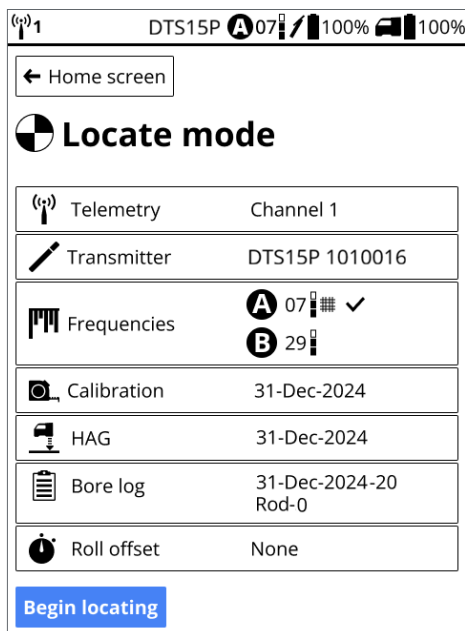 1 DTS15P A 07 100% 100%
Home screen
Locate mode
Telemetry Channel 1
Transmitter DTS15P 1010016
Frequencies A 07
B 29
Calibration 31-Dec-2024
HAG 31-Dec-2024
Bore log 31-Dec-2024-20
Rod-0
Roll offset None
Begin locating